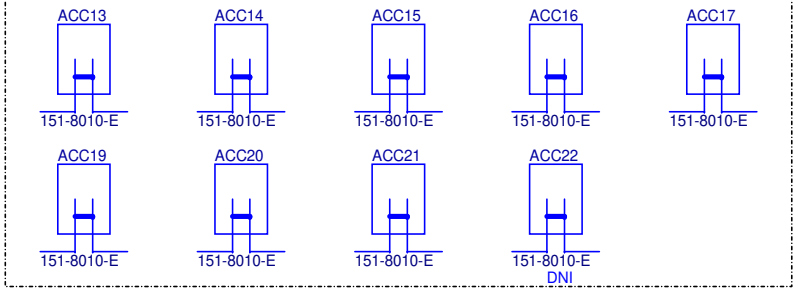 ACC13 ACC14 ACC15 ACC16 ACC17
151-8010-E 151-8010-E 151-8010-E 151-8010-E 151-8010-E
ACC19 ACC20 ACC21 ACC22
151-8010-E 151-8010-E 151-8010-E 151-8010-E
DNI